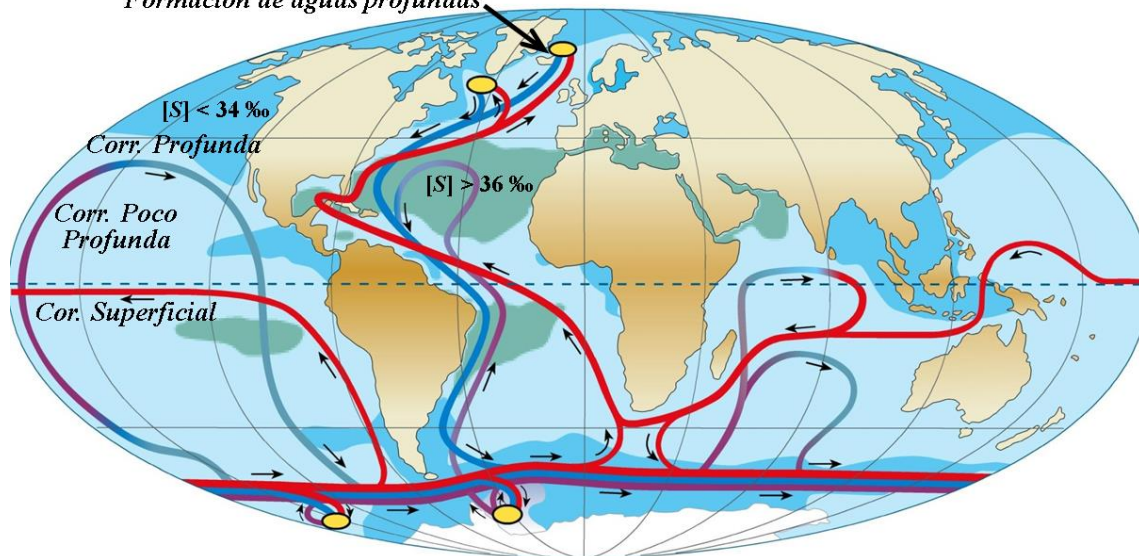 Formación de aguas profundas
[S] < 34 ‰
Corr. Profunda
[S] > 36 ‰
Corr. Poco
Profunda
Cor. Superficial